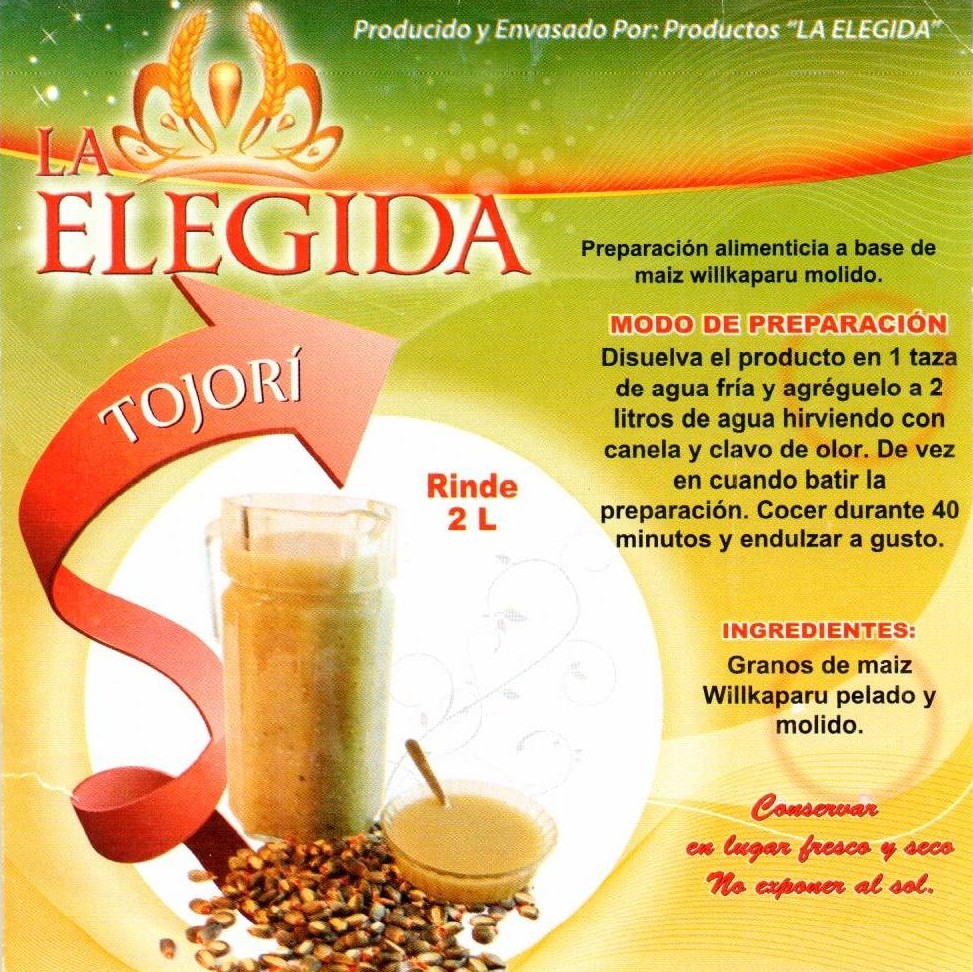 Producido y Envasado Por: Productos "LA ELEGIDA"
LA
ELEGIDA
TOJORÍ
Preparación alimenticia a base de
maiz willkaparu molido.
MODO DE PREPARACIÓN
Disuelva el producto en 1 taza
de agua fría y agréguelo a 2
litros de agua hirviendo con
canela y clavo de olor. De vez
en cuando batir la
preparación. Cocer durante 40
minutos y endulzar a gusto.
Rinde
2 L
INGREDIENTES:
Granos de maiz
Willkaparu pelado y
molido.
Conservar
en lugar fresco y seco
No exponer al sol.